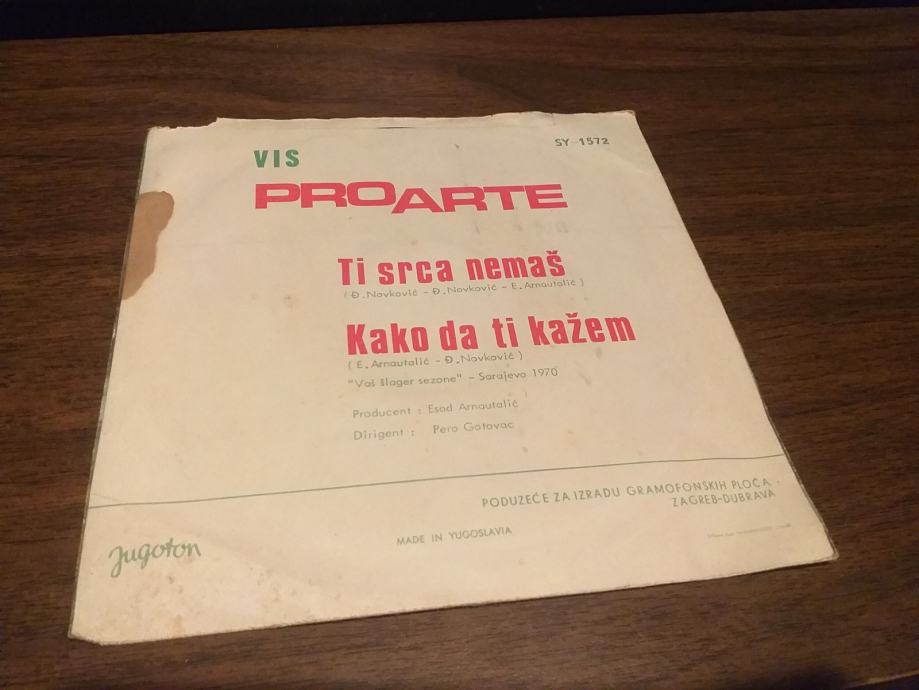 VIS
SY-1572
PROARTE
Ti srca nemaš
( Đ. Novković - Đ. Novković - E. Arnautalić )
Kako da ti kažem
( E. Arnautalić - Đ. Novković )
"Vaš šlager sezone" - Sarajevo 1970
Producent : Esad Arnautalić
Dirigent : Pero Gotovac
PODUZEĆE ZA IZRADU GRAMOFONSKIH PLOČA
ZAGREB-DUBRAVA
Jugoton
MADE IN YUGOSLAVIA